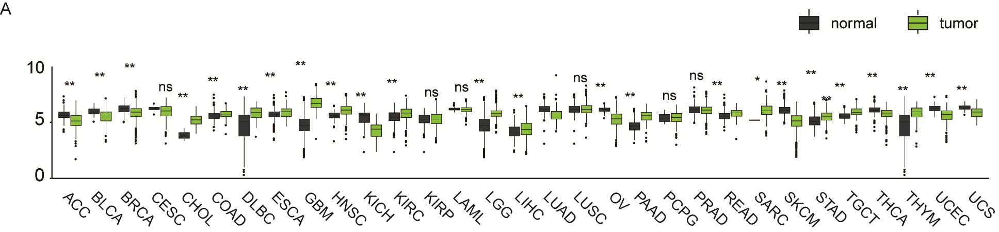 A
normal tumor
10
** ** ** ns ** ** ** ** ** ** ** ** ns ns ** ** ns ** ** ns ns ** * ** ** ** ** ** ** ** **
5
0
ACC BLCA BRCA CESC CHOL COAD DLBC ESCA GBM HNSC KICH KIRC KIRP LAML LGG LIHC LUAD LUSC OV PAAD PCPG PRAD READ SARC SKCM STAD TGCT THCA THYM UCEC UCS